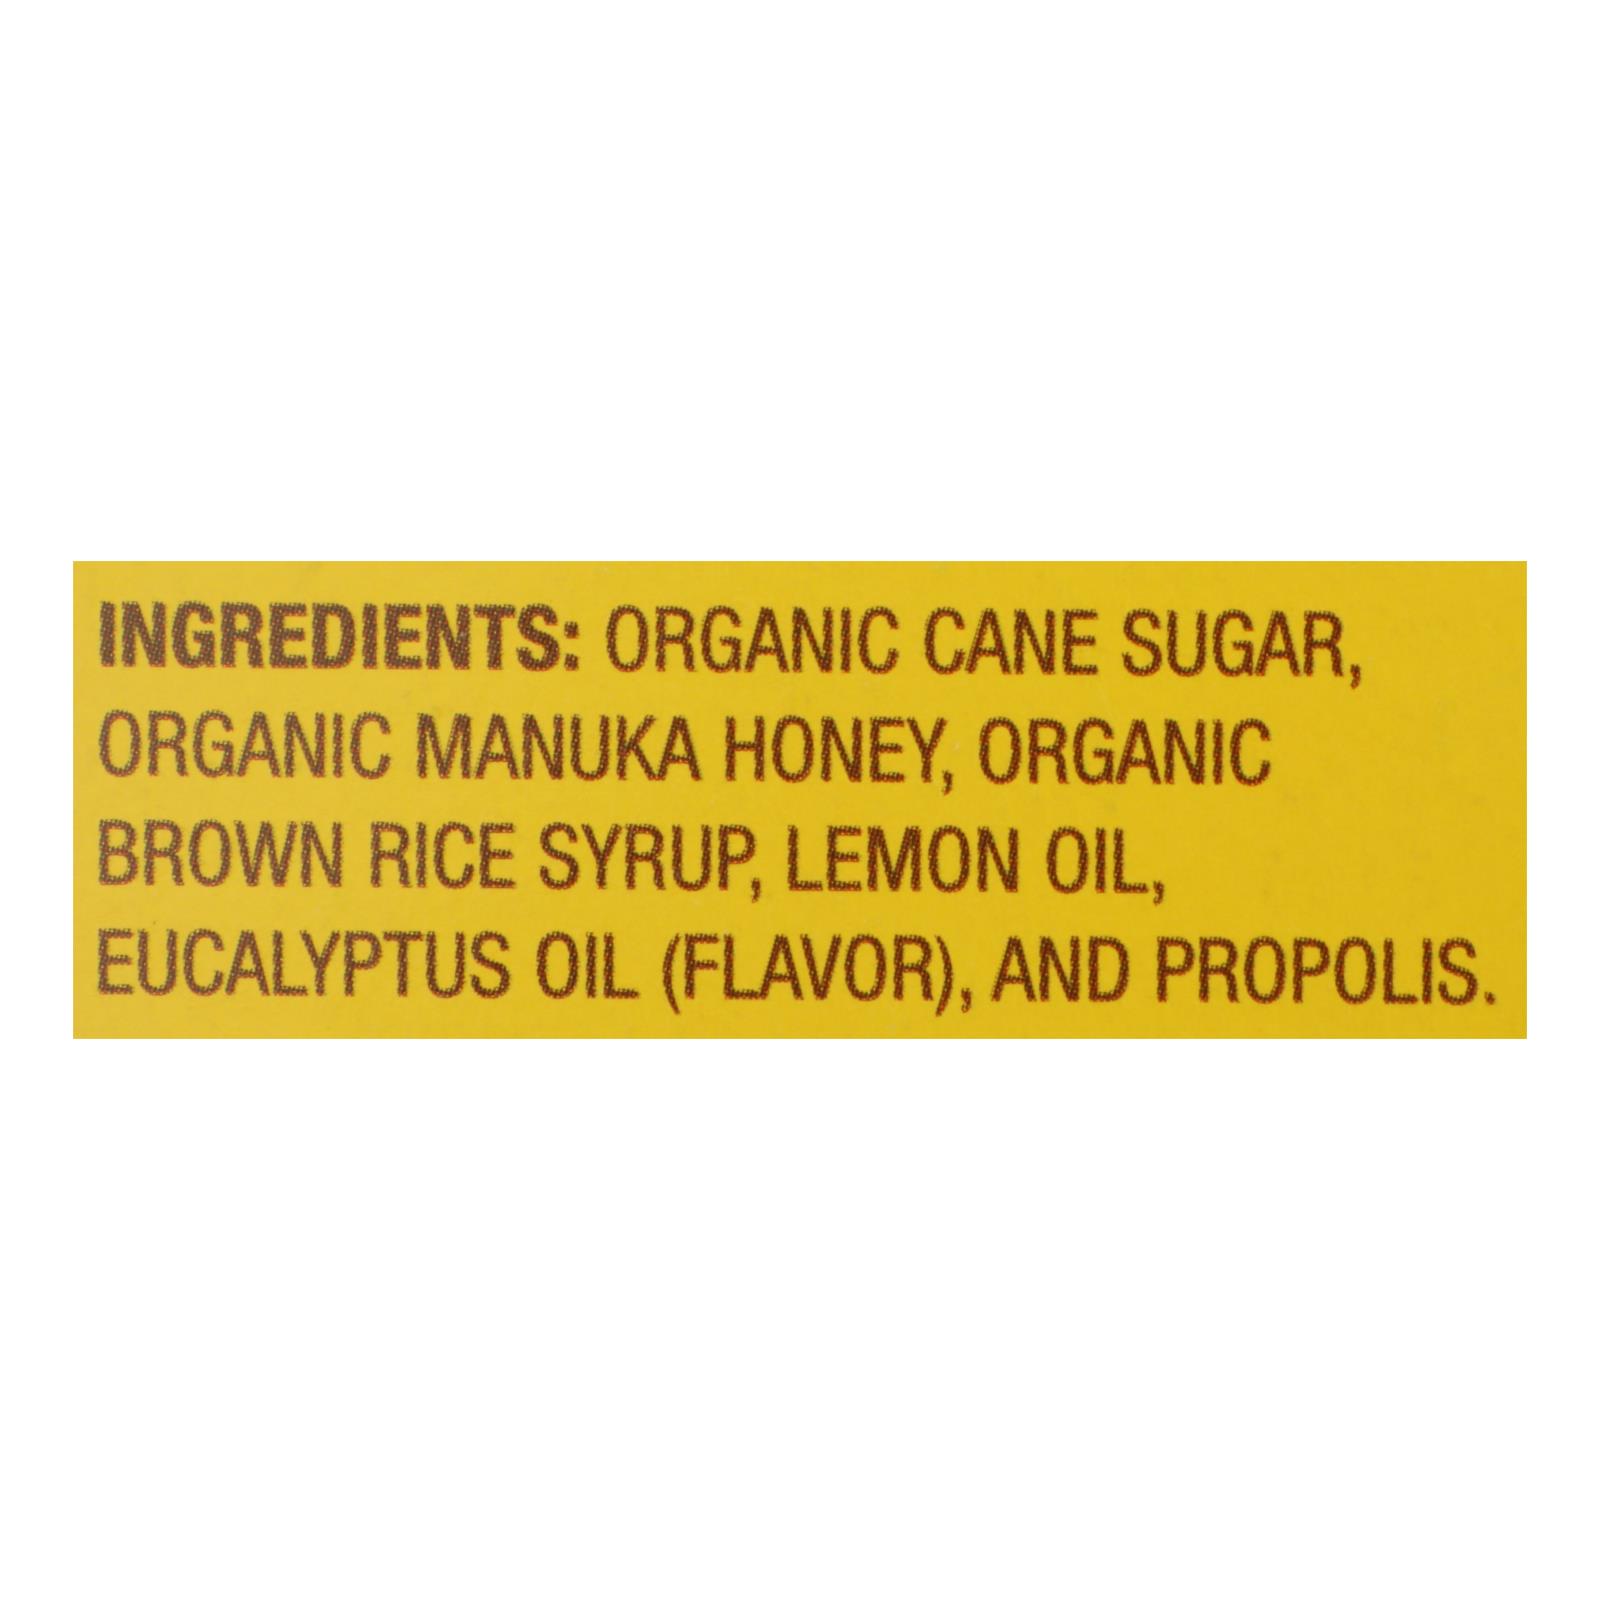 INGREDIENTS: ORGANIC CANE SUGAR,
ORGANIC MANUKA HONEY, ORGANIC
BROWN RICE SYRUP, LEMON OIL,
EUCALYPTUS OIL (FLAVOR), AND PROPOLIS.